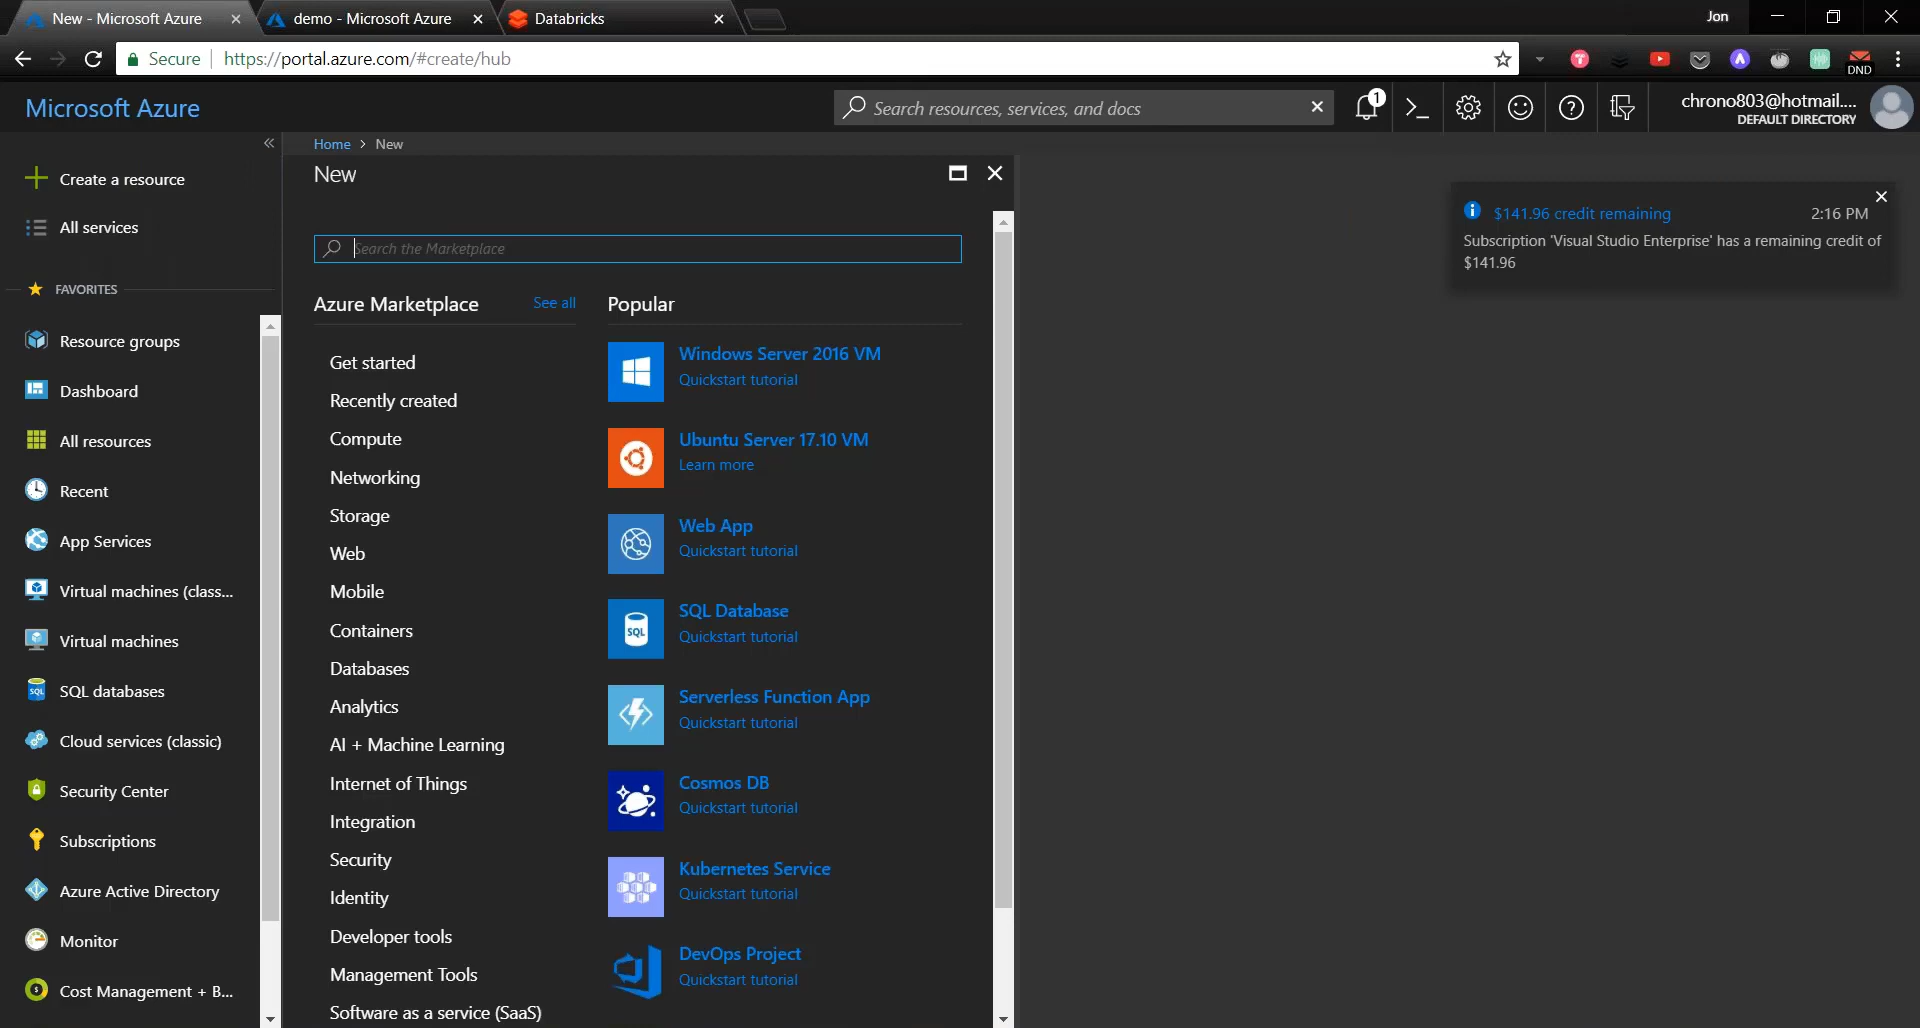 New - Microsoft Azure
demo - Microsoft Azure
Databricks
Jon
Secure
https://portal.azure.com/#create/hub
DND
Microsoft Azure
Search resources, services, and docs
1
chrono803@hotmail....
DEFAULT DIRECTORY
Create a resource
All services
FAVORITES
Resource groups
Dashboard
All resources
Recent
App Services
Virtual machines (class...
Virtual machines
SQL databases
Cloud services (classic)
Security Center
Subscriptions
Azure Active Directory
Monitor
Cost Management + B...
Home > New
New
Search the Marketplace
Azure Marketplace
See all
Get started
Recently created
Compute
Networking
Storage
Web
Mobile
Containers
Databases
Analytics
AI + Machine Learning
Internet of Things
Integration
Security
Identity
Developer tools
Management Tools
Software as a service (SaaS)
Popular
Windows Server 2016 VM
Quickstart tutorial
Ubuntu Server 17.10 VM
Learn more
Web App
Quickstart tutorial
SQL
SQL Database
Quickstart tutorial
Serverless Function App
Quickstart tutorial
Cosmos DB
Quickstart tutorial
Kubernetes Service
Quickstart tutorial
DevOps Project
Quickstart tutorial
$141.96 credit remaining
2:16 PM
Subscription 'Visual Studio Enterprise' has a remaining credit of
$141.96